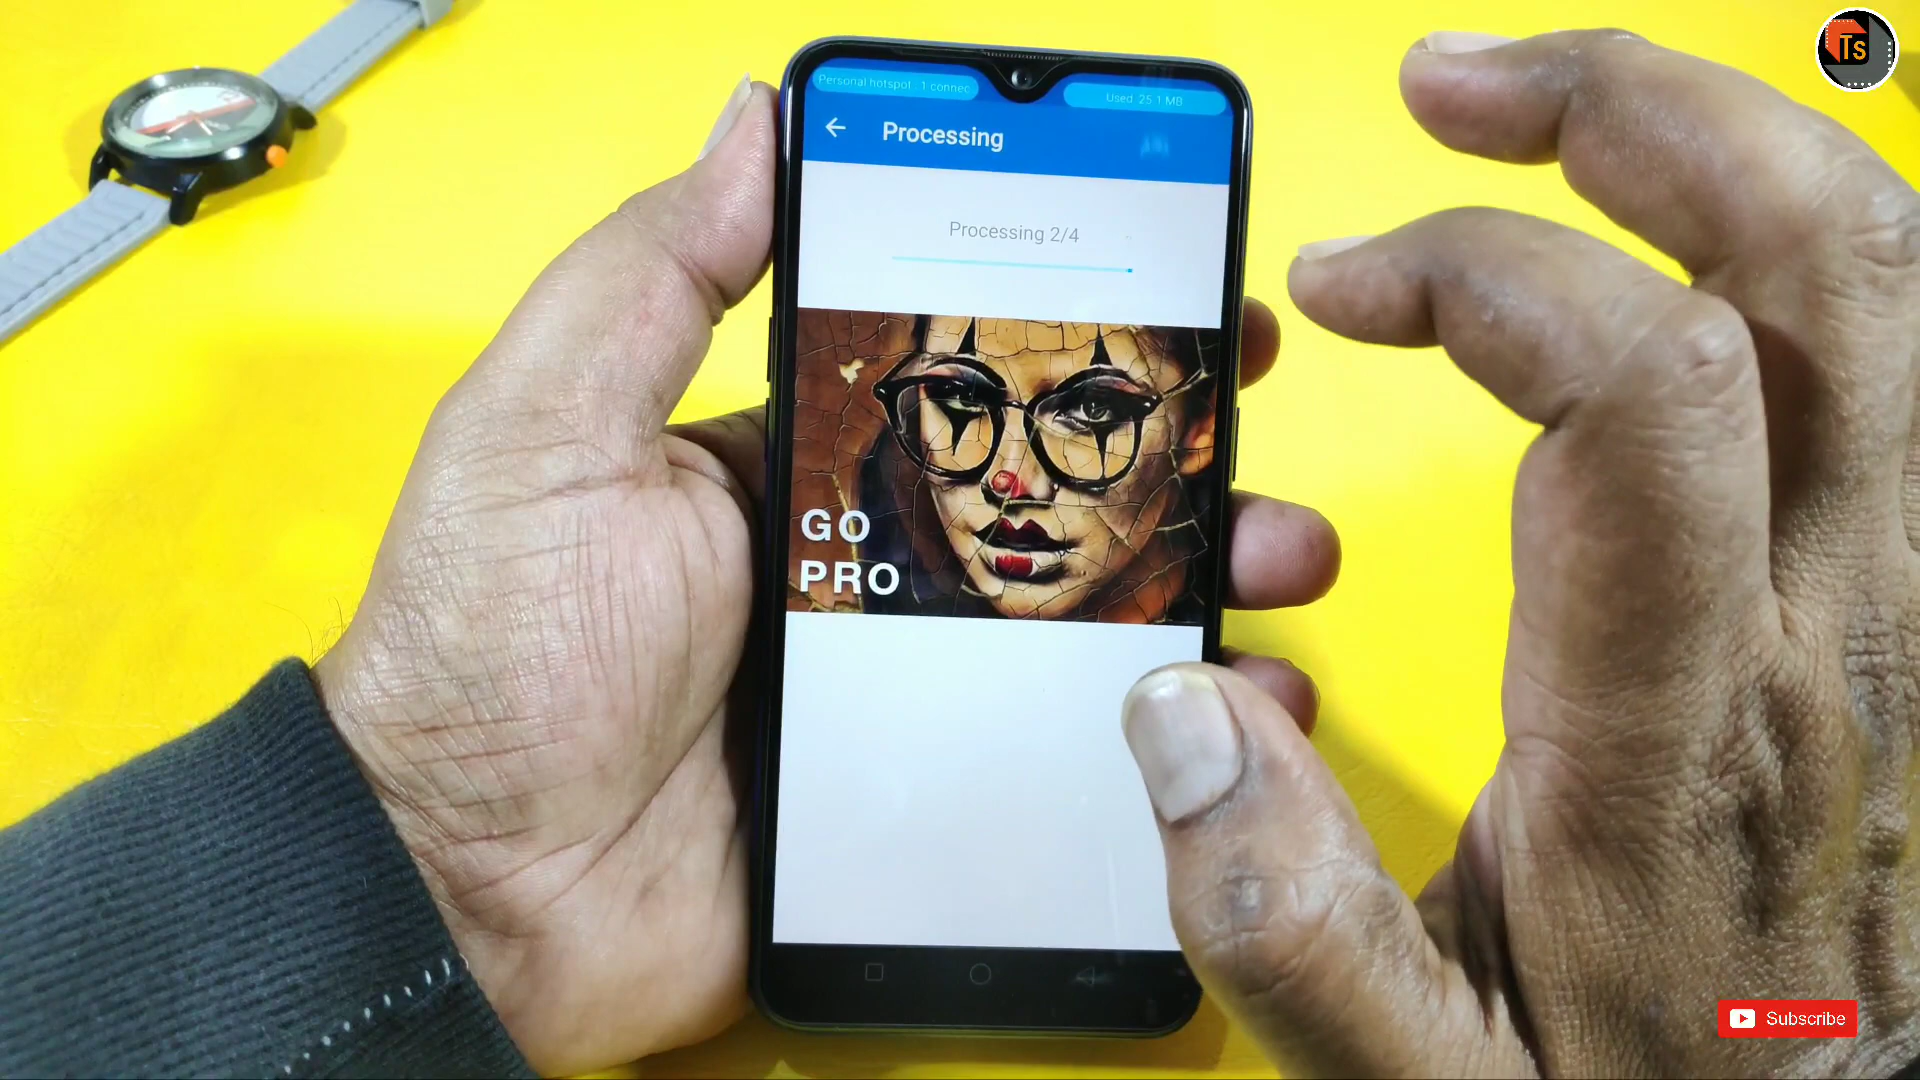 Ts
Personal hotspot : 1 connec
Used 25.1 MB
Processing
Processing 2/4
GO
PRO
Subscribe